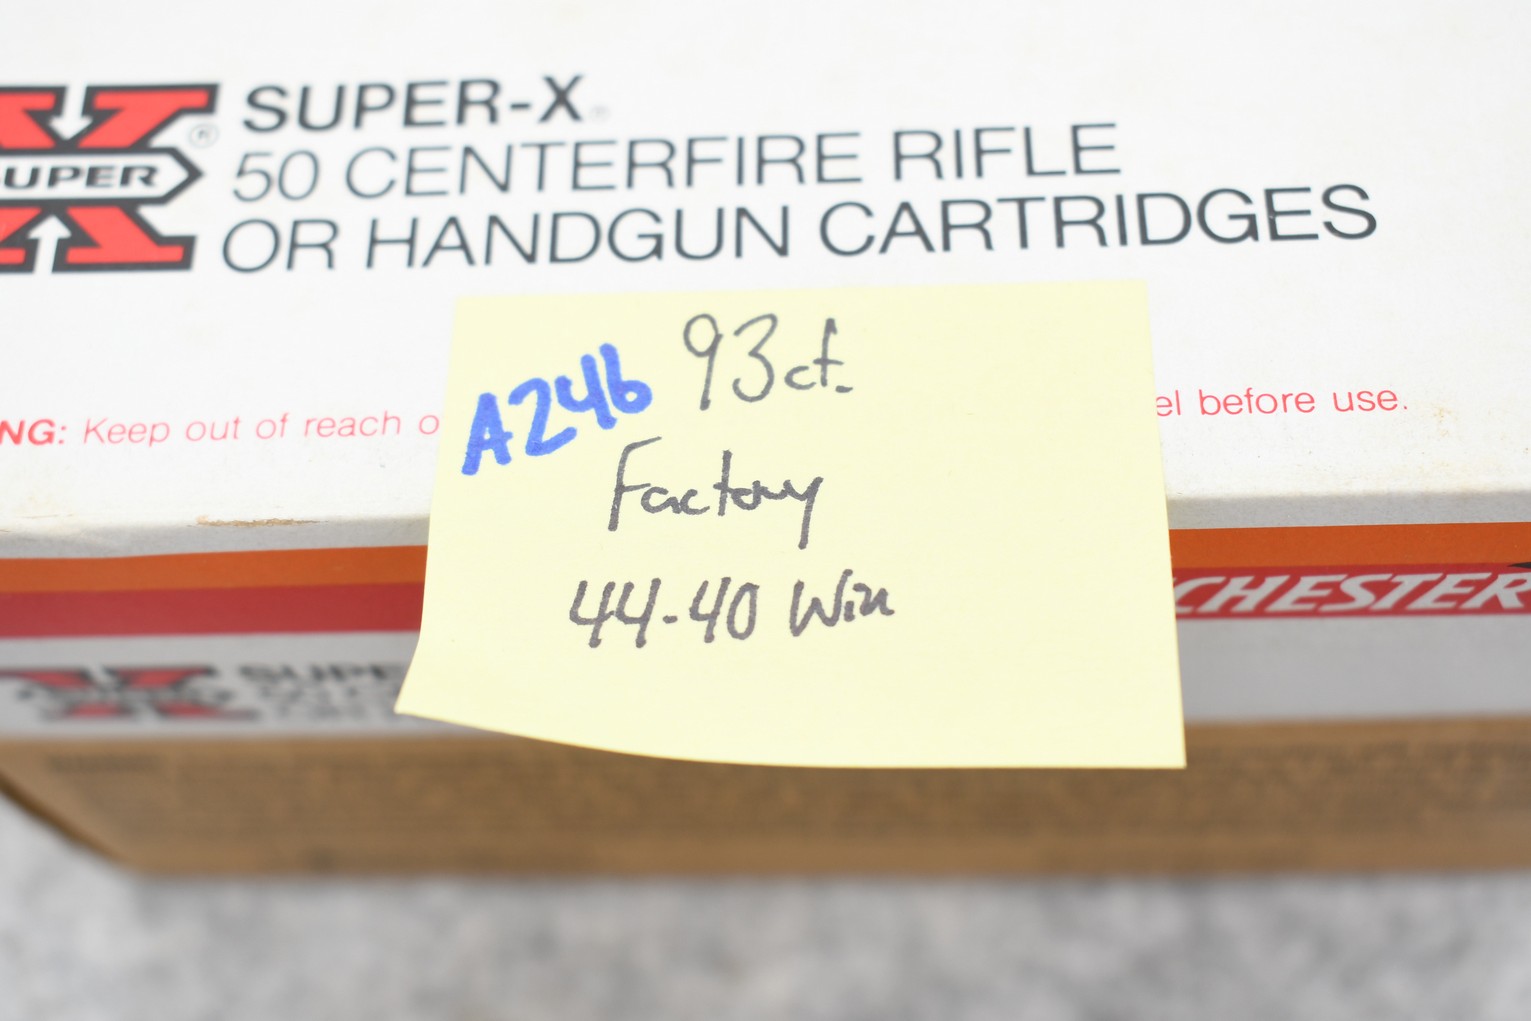 SUPER-X
50 CENTERFIRE RIFLE
OR HANDGUN CARTRIDGES
SUPER
®
NG: Keep out of reach o
el before use.
A246
93ct.
Factory
44-40 Win
CHESTER
SUPE